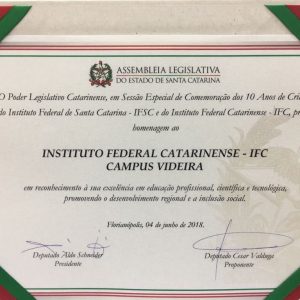 ASSEMBLEIA LEGISLATIVA
DO ESTADO DE SANTA CATARINA
O Poder Legislativo Catarinense, em Sessão Especial de Comemoração dos 10 Anos de Cri
do Instituto Federal de Santa Catarina - IFSC e do Instituto Federal Catarinense - IFC, pr
homenagem ao
INSTITUTO FEDERAL CATARINENSE - IFC
CAMPUS VIDEIRA
em reconhecimento à sua excelência em educação profissional, científica e tecnológica,
promovendo o desenvolvimento regional e a inclusão social.
Florianópolis, 04 de junho de 2018.
Deputado Aldo Schneider
Presidente
Deputado Cesar Valduga
Proponente